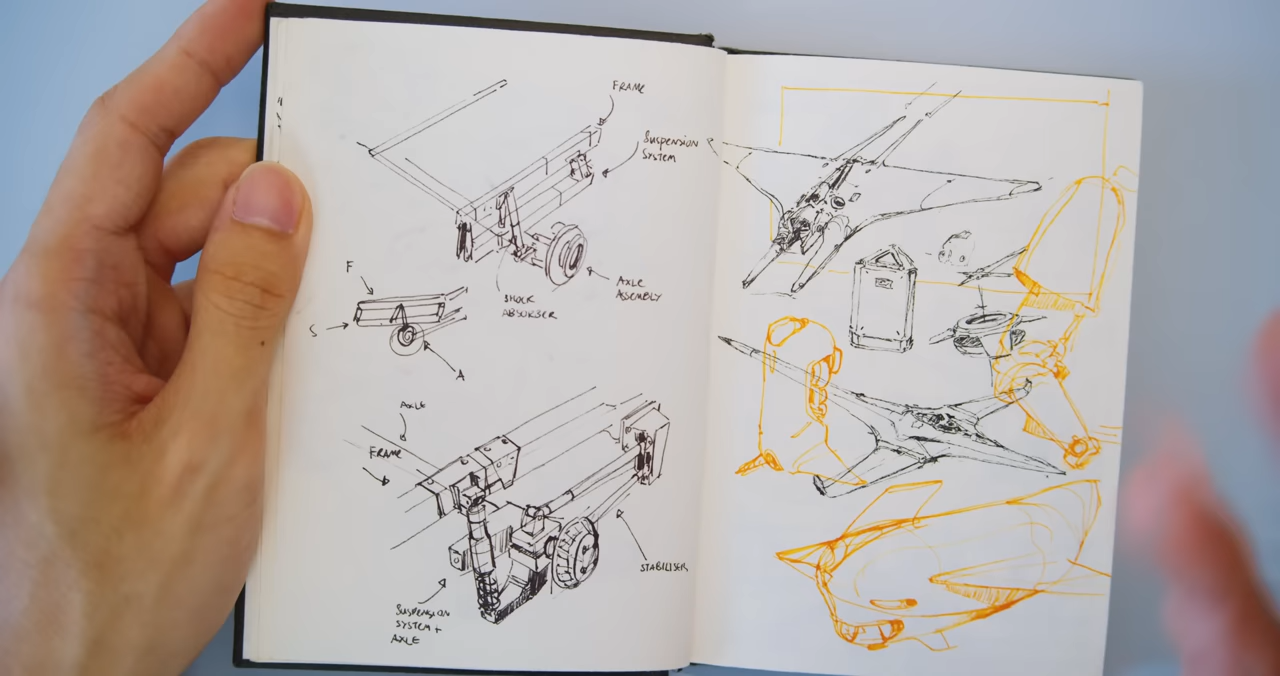 FRAME
SUSPENSION
SYSTEM
AXLE
ASSEMBLY
SHOCK
ABSORBER
F
S
A
AXLE
FRAME
STABILISER
SUSPENSION
SYSTEM +
AXLE